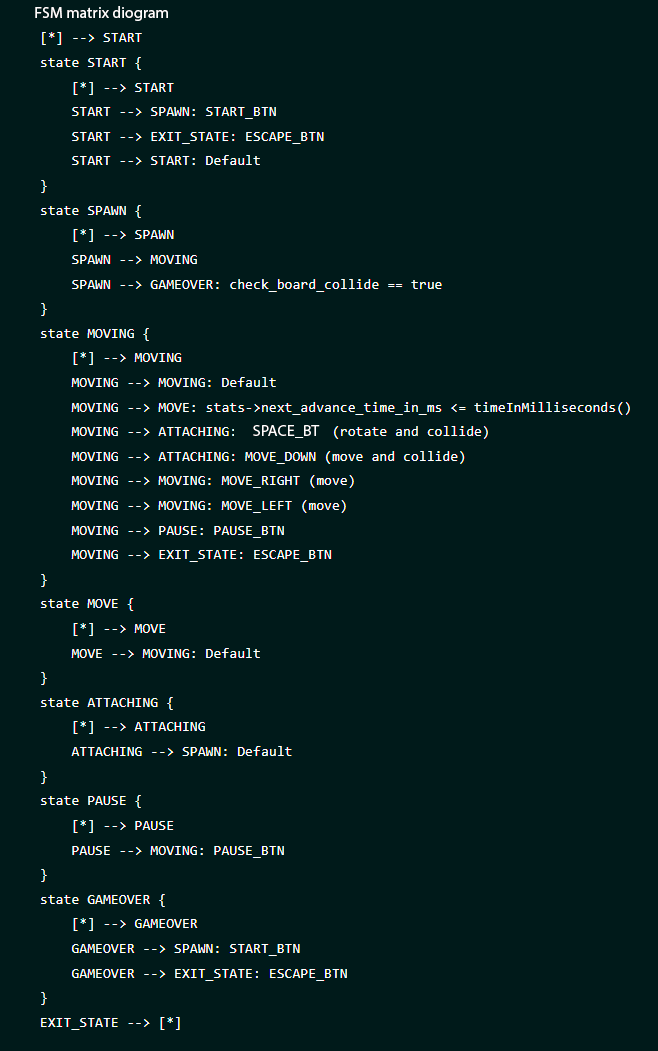 FSM matrix diogram
[*] --> START
state START {
[*] --> START
START --> SPAWN: START_BTN
START --> EXIT_STATE: ESCAPE_BTN
START --> START: Default
}
state SPAWN {
[*] --> SPAWN
SPAWN --> MOVING
SPAWN --> GAMEOVER: check_board_collide == true
}
state MOVING {
[*] --> MOVING
MOVING --> MOVING: Default
MOVING --> MOVE: stats->next_advance_time_in_ms <= timeInMilliseconds()
MOVING --> ATTACHING: SPACE_BT (rotate and collide)
MOVING --> ATTACHING: MOVE_DOWN (move and collide)
MOVING --> MOVING: MOVE_RIGHT (move)
MOVING --> MOVING: MOVE_LEFT (move)
MOVING --> PAUSE: PAUSE_BTN
MOVING --> EXIT_STATE: ESCAPE_BTN
}
state MOVE {
[*] --> MOVE
MOVE --> MOVING: Default
}
state ATTACHING {
[*] --> ATTACHING
ATTACHING --> SPAWN: Default
}
state PAUSE {
[*] --> PAUSE
PAUSE --> MOVING: PAUSE_BTN
}
state GAMEOVER {
[*] --> GAMEOVER
GAMEOVER --> SPAWN: START_BTN
GAMEOVER --> EXIT_STATE: ESCAPE_BTN
}
EXIT_STATE --> [*]